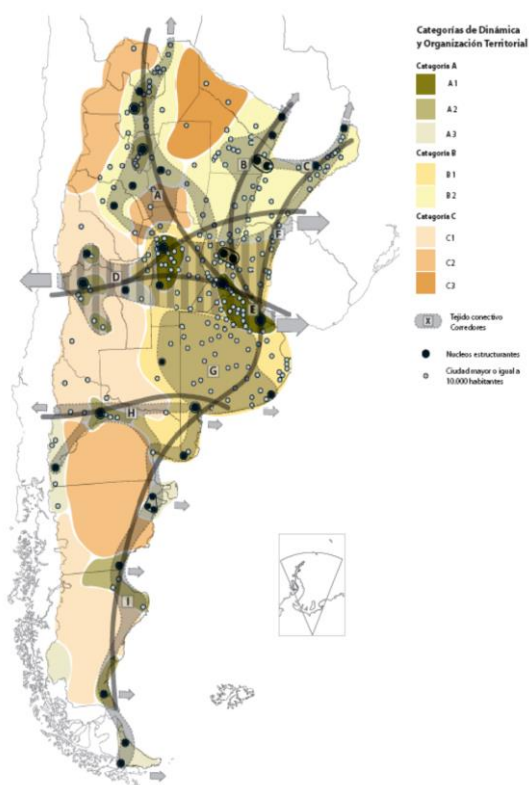 Categorías de Dinámica
y Organización Territorial
Categoría A
A 1
A 2
A 3
Categoría B
B 1
B 2
Categoría C
C1
C2
C3
X
Tejido conectivo
Corredores
Nucleos estructurantes
Ciudad mayor o igual a
10.000 habitantes
B
C
A
F
D
E
G
H
I